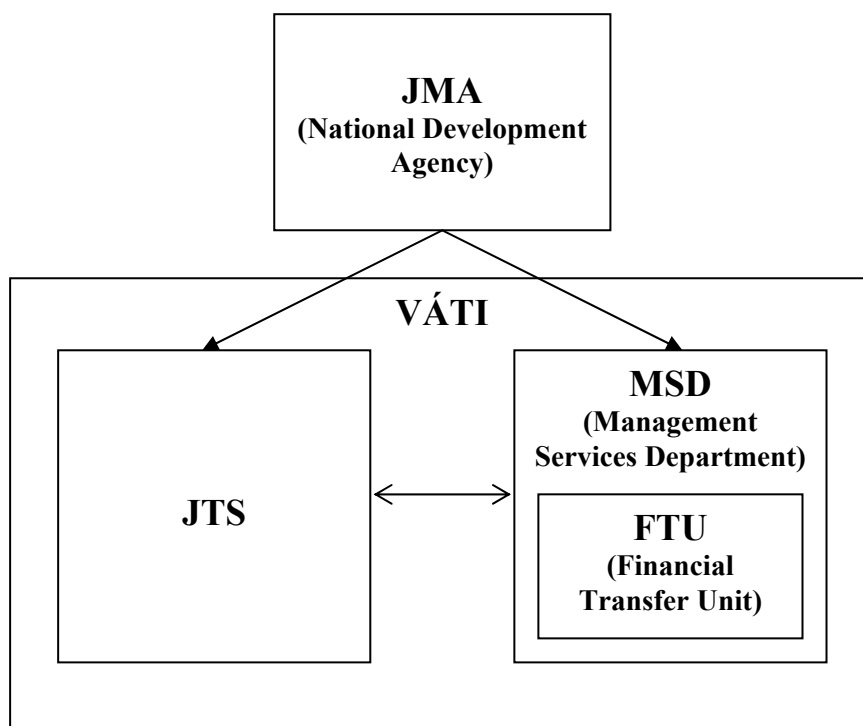 JMA
(National Development
Agency)
VÁTI
JTS
MSD
(Management
Services Department)
FTU
(Financial
Transfer Unit)